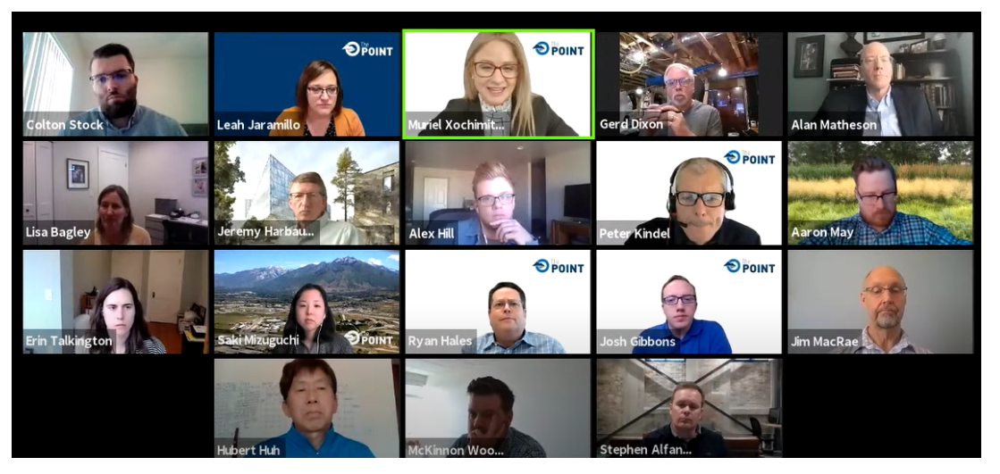 The
POINT
The
POINT
Colton Stock
Leah Jaramillo
Muriel Xochimit...
Gerd Dixon
Alan Matheson
The
POINT
Lisa Bagley
Jeremy Harbau...
Alex Hill
Peter Kindel
Aaron May
The
POINT
The
POINT
Erin Talkington
Saki Mizuguchi
POINT
Ryan Hales
Josh Gibbons
Jim MacRae
Hubert Huh
McKinnon Woo...
Stephen Alfan...